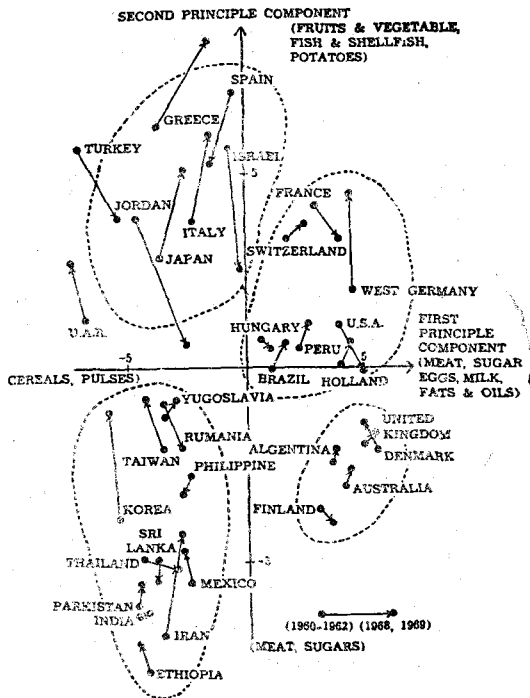 SECOND PRINCIPLE COMPONENT
(FRUITS & VEGETABLE,
FISH & SHELLFISH,
POTATOES)
SPAIN
GREECE
TURKEY
ISRAEL
5
JORDAN
FRANCE
ITALY
SWITZERLAND
JAPAN
WEST GERMANY
U.A.R.
HUNGARY
U.S.A.
FIRST
PRINCIPLE
COMPONENT
PERU
-5
5
(MEAT, SUGAR
CEREALS, PULSES)
BRAZIL
HOLLAND
EGGS, MILK,
FATS & OILS)
YUGOSLAVIA
UNITED
KINGDOM
RUMANIA
TAIWAN
ALGENTINA
DENMARK
PHILIPPINE
AUSTRALIA
KOREA
FINLAND
SRI
LANKA
THAILAND
MEXICO
PARKISTAN
INDIA
(1960-1962) (1968, 1969)
IRAN
(MEAT, SUGARS)
ETHIOPIA